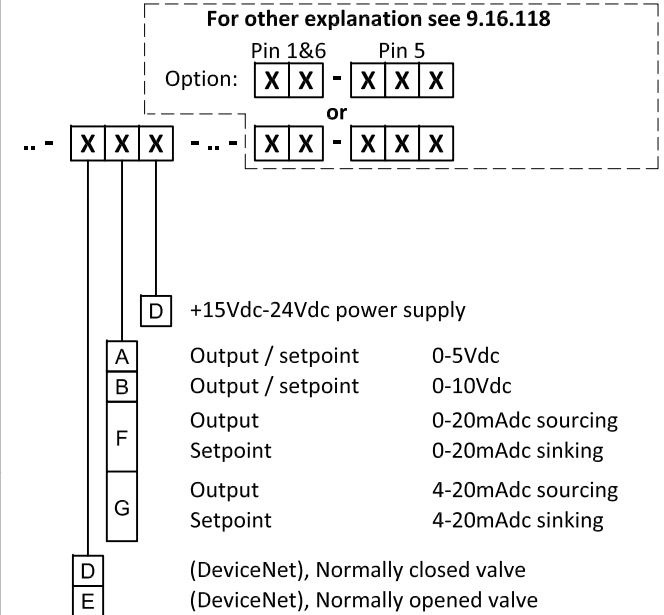 For other explanation see 9.16.118
Pin 1&6 Pin 5
Option: X X - X X X
or
.. - X X X - .. - X X - X X X
D +15Vdc-24Vdc power supply
A Output / setpoint 0-5Vdc
B Output / setpoint 0-10Vdc
F Output 0-20mAdc sourcing
Setpoint 0-20mAdc sinking
G Output 4-20mAdc sourcing
Setpoint 4-20mAdc sinking
D (DeviceNet), Normally closed valve
E (DeviceNet), Normally opened valve